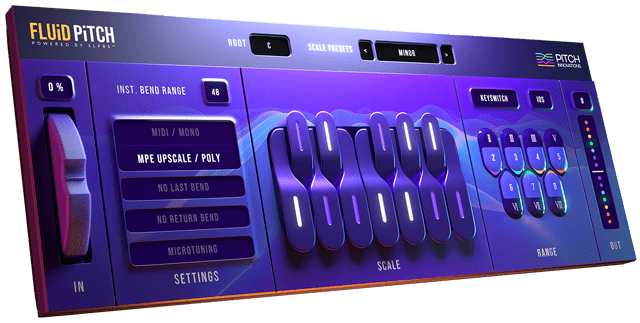 FLUiD PiTCH
POWERED BY SLPBS™
ROOT
C
SCALE PRESETS
<
MINOR
>
PITCH
INNOVATIONS
0 %
INST. BEND RANGE
48
MIDI / MONO
MPE UPSCALE / POLY
NO LAST BEND
NO RETURN BEND
MICROTUNING
SETTINGS
IN
SCALE
KEYSWITCH
IOS
I II III IV V
2 3 4 5
6 7 8
VI VII VIII
RANGE
0
OUT